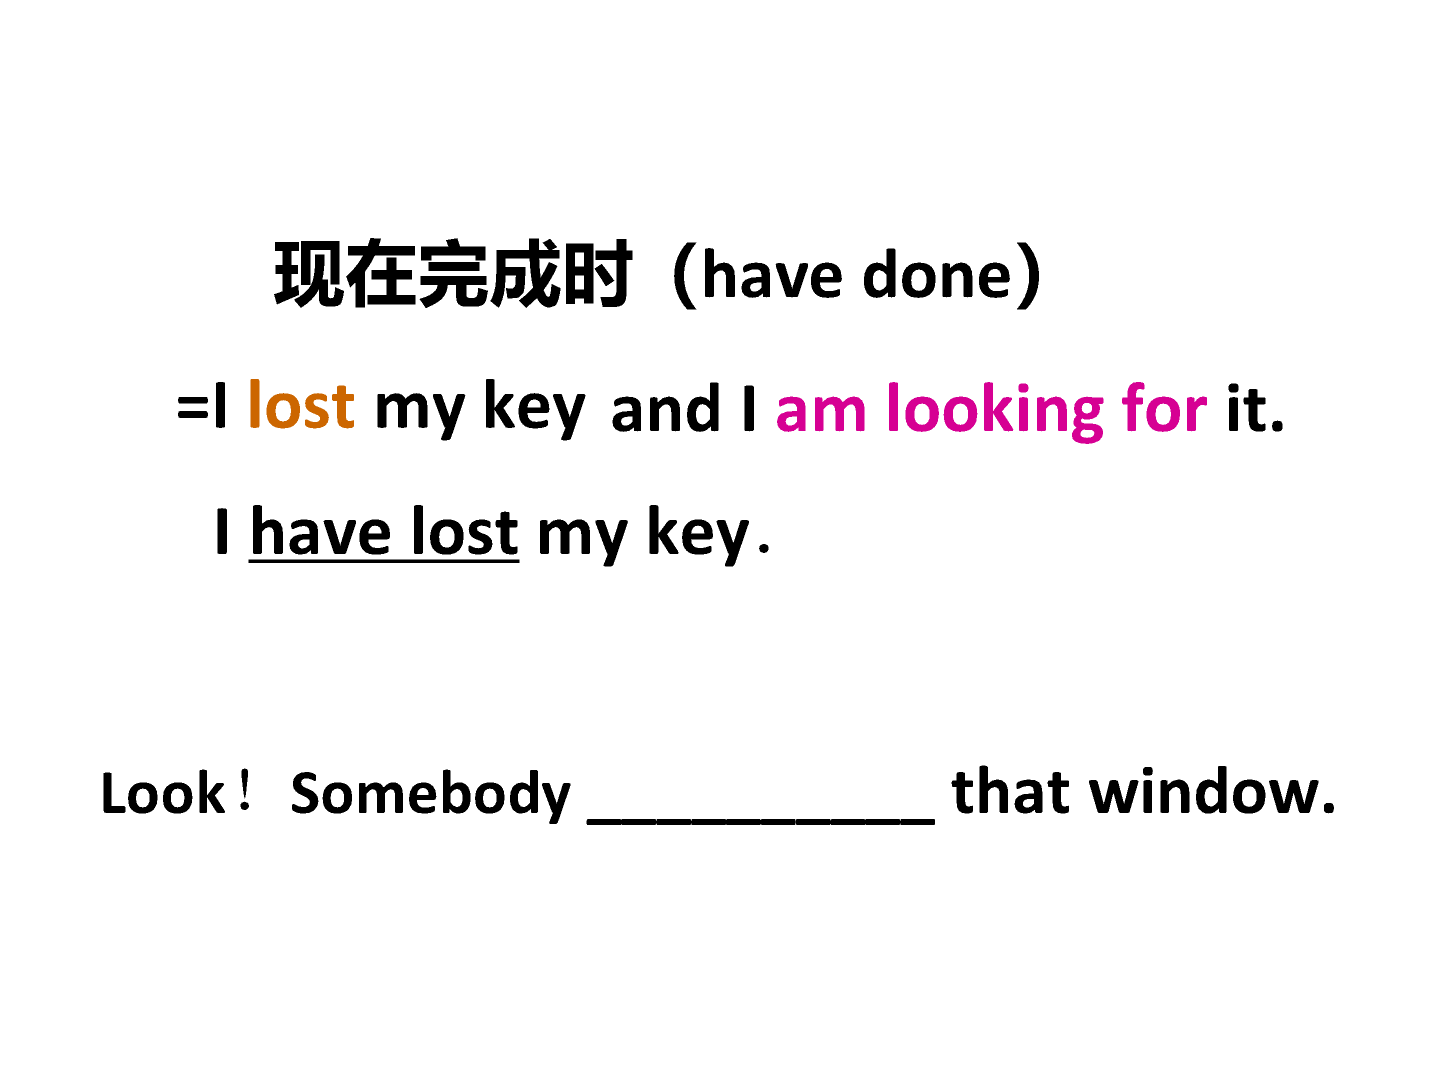 现在完成时（have done）
=I lost my key and I am looking for it.
I have lost my key.
Look！ Somebody __________ that window.